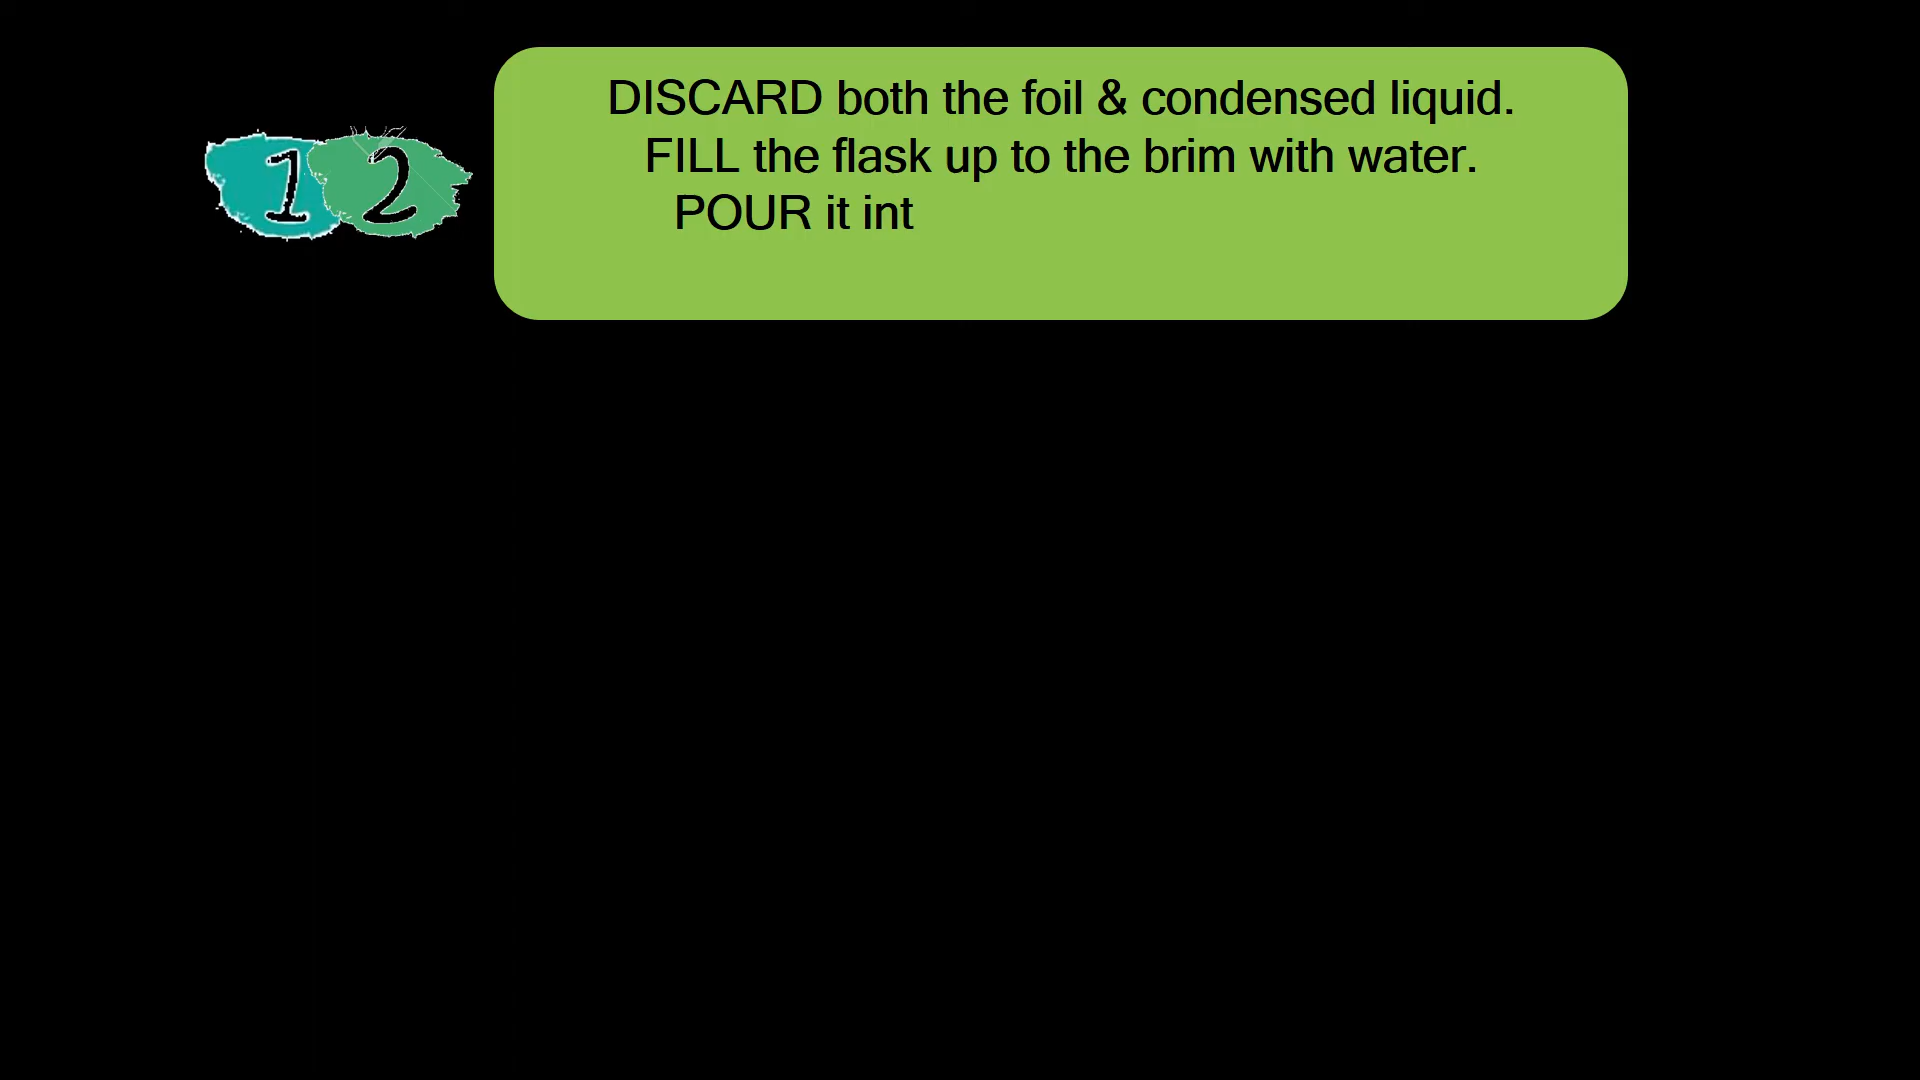 12
DISCARD both the foil & condensed liquid.
FILL the flask up to the brim with water.
POUR it int